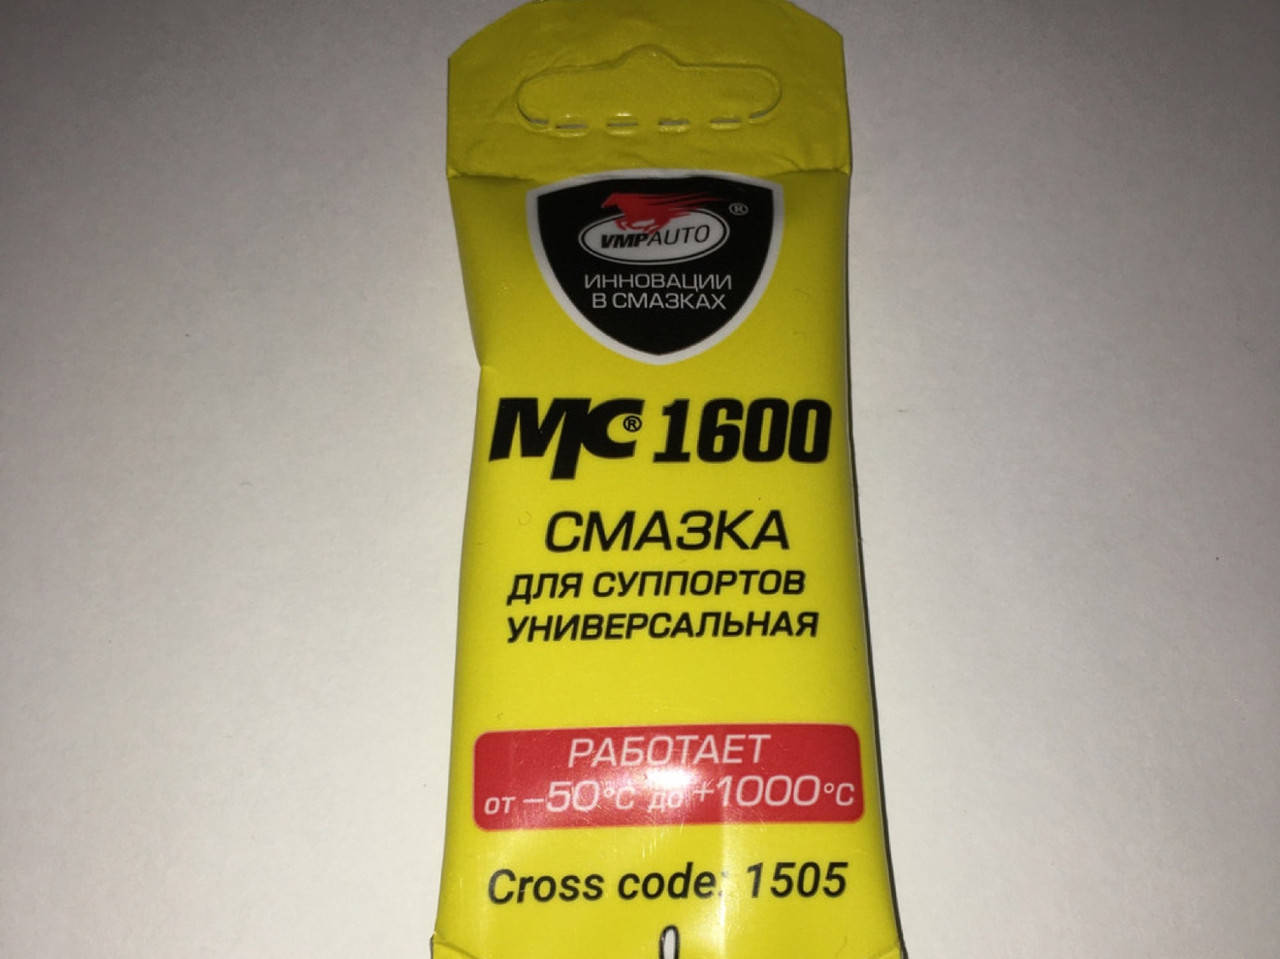 VMPAUTO ®
ИННОВАЦИИ
В СМАЗКАХ
МС® 1600
СМАЗКА
ДЛЯ СУППОРТОВ
УНИВЕРСАЛЬНАЯ
РАБОТАЕТ
от –50°С до +1000°С
Cross code: 1505